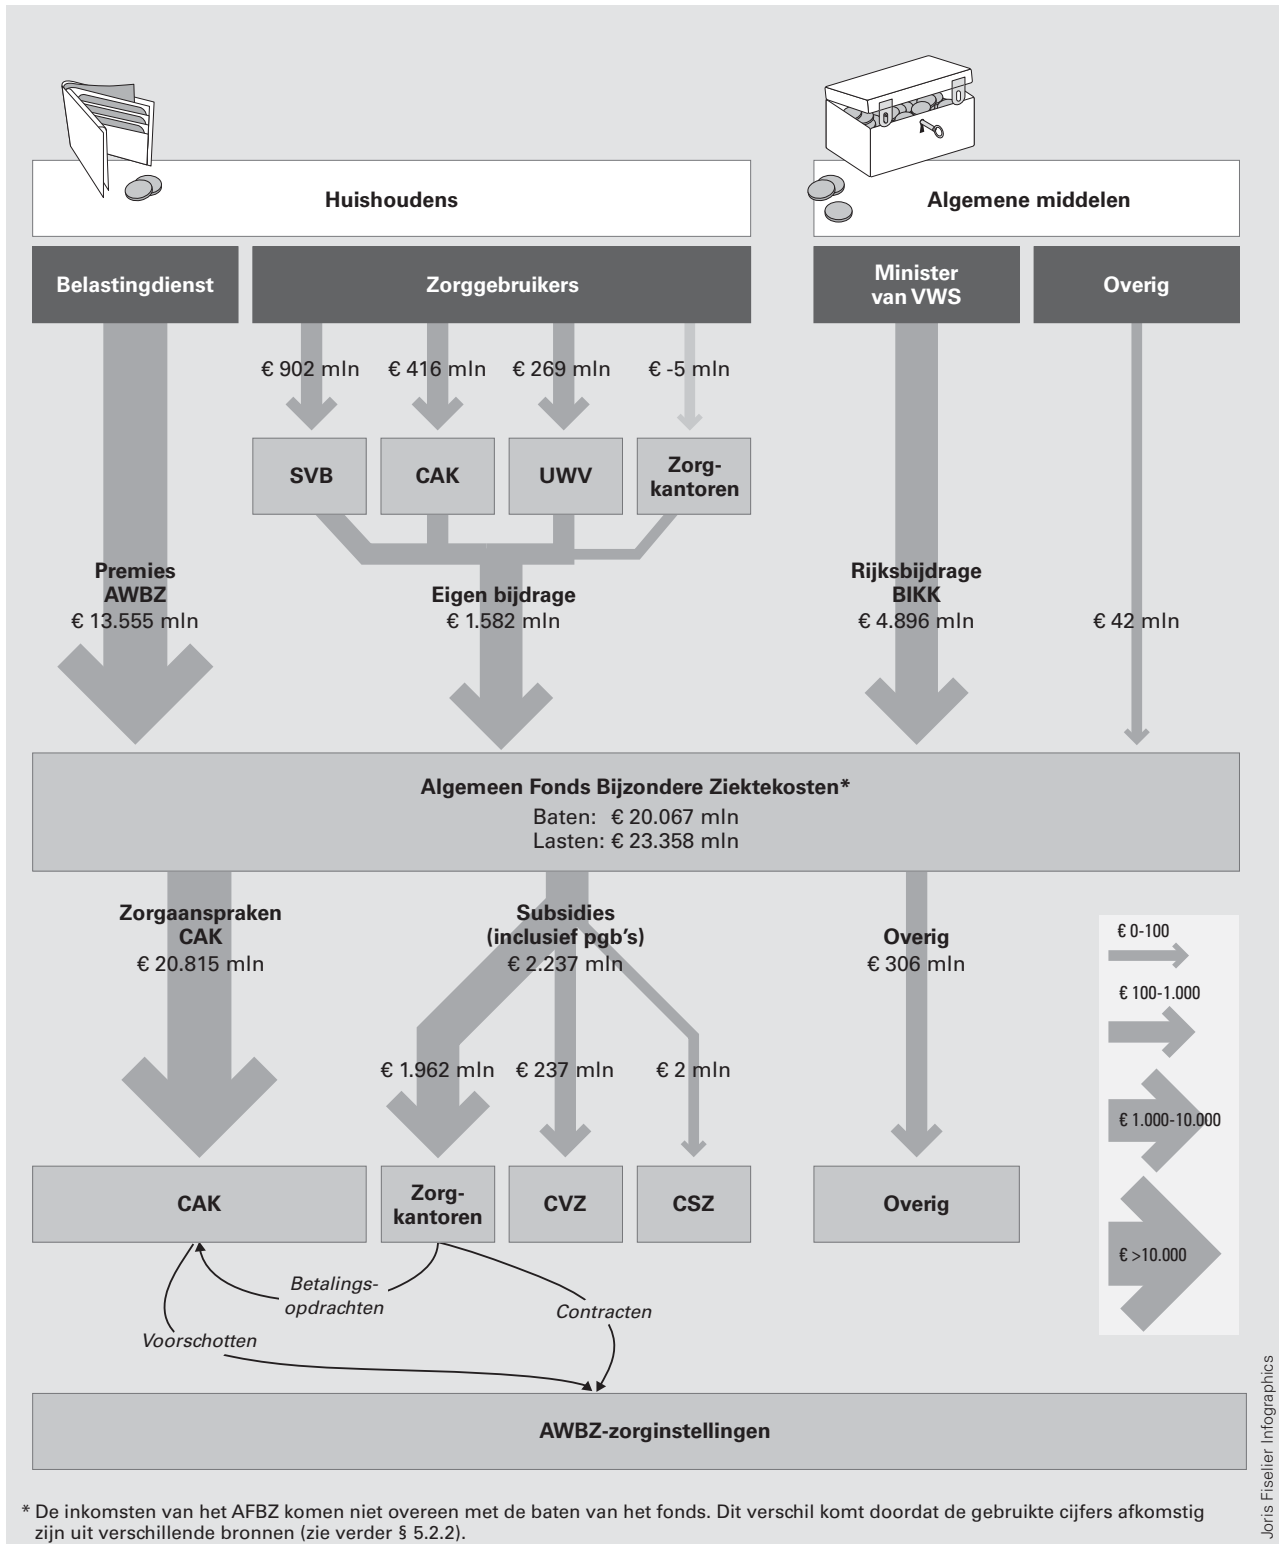 Huishoudens
Algemene middelen
Belastingdienst
Zorggebruikers
Minister
van VWS
Overig
€ 902 mln
€ 416 mln
€ 269 mln
€ -5 mln
SVB
CAK
UWV
Zorg-
kantoren
Premies
AWBZ
€ 13.555 mln
Eigen bijdrage
€ 1.582 mln
Rijksbijdrage
BIKK
€ 4.896 mln
€ 42 mln
Algemeen Fonds Bijzondere Ziektekosten*
Baten: € 20.067 mln
Lasten: € 23.358 mln
Zorgaanspraken
CAK
€ 20.815 mln
Subsidies
(inclusief pgb's)
€ 2.237 mln
Overig
€ 306 mln
€ 1.962 mln
€ 237 mln
€ 2 mln
€ 0-100
€ 100-1.000
€ 1.000-10.000
€ >10.000
CAK
Zorg-
kantoren
CVZ
CSZ
Overig
Betalings-
opdrachten
Contracten
Voorschotten
AWBZ-zorginstellingen
* De inkomsten van het AFBZ komen niet overeen met de baten van het fonds. Dit verschil komt doordat de gebruikte cijfers afkomstig
zijn uit verschillende bronnen (zie verder § 5.2.2).
Joris Fiselier Infographics